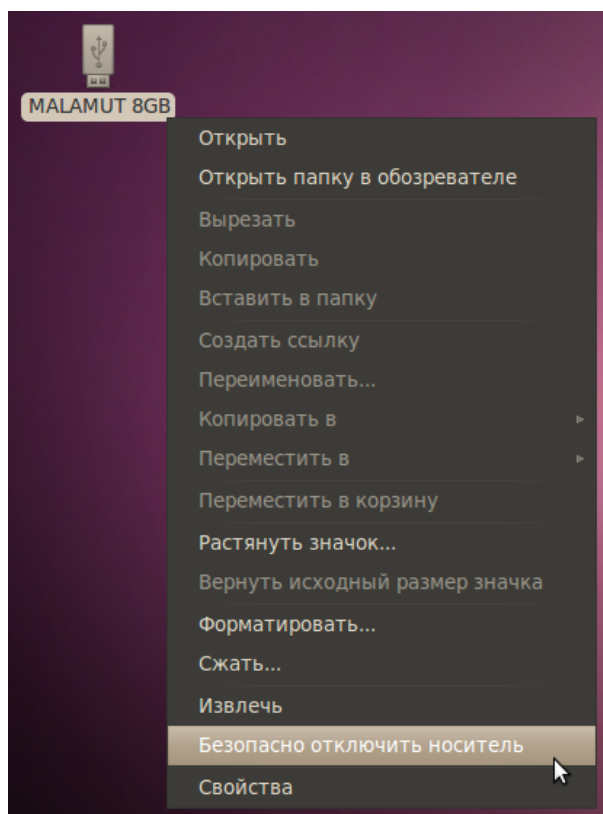 MALAMUT 8GB
Открыть
Открыть папку в обозревателе
Вырезать
Копировать
Вставить в папку
Создать ссылку
Переименовать...
Копировать в
Переместить в
Переместить в корзину
Растянуть значок...
Вернуть исходный размер значка
Форматировать...
Сжать...
Извлечь
Безопасно отключить носитель
Свойства